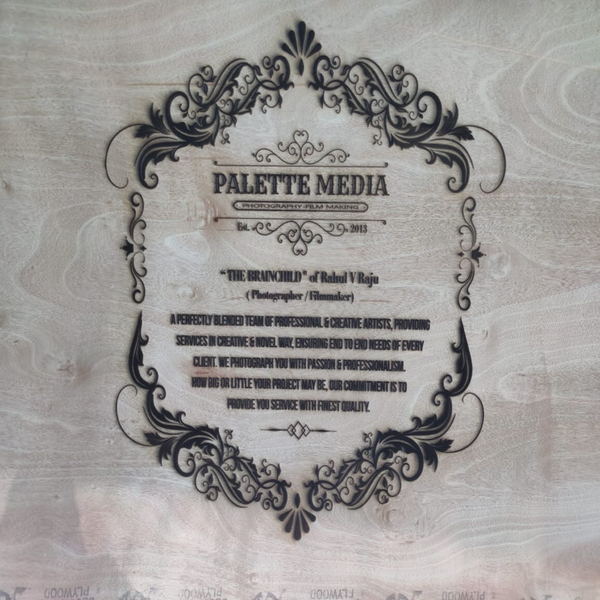 PALETTE MEDIA
PHOTOGRAPHY-FILM MAKING
Est. 2013
"THE BRAINCHILD" of Rahul V Raju
( Photographer / Filmmaker)
A PERFECTLY BLENDED TEAM OF PROFESSIONAL & CREATIVE ARTISTS, PROVIDING
SERVICES IN CREATIVE & NOVEL WAY, ENSURING END TO END NEEDS OF EVERY
CLIENT. WE PHOTOGRAPH YOU WITH PASSION & PROFESSIONALISM.
HOW BIG OR LITTLE YOUR PROJECT MAY BE, OUR COMMITMENT IS TO
PROVIDE YOU SERVICE WITH FINEST QUALITY.
PLYWOOD PLYWOOD PLYWOOD